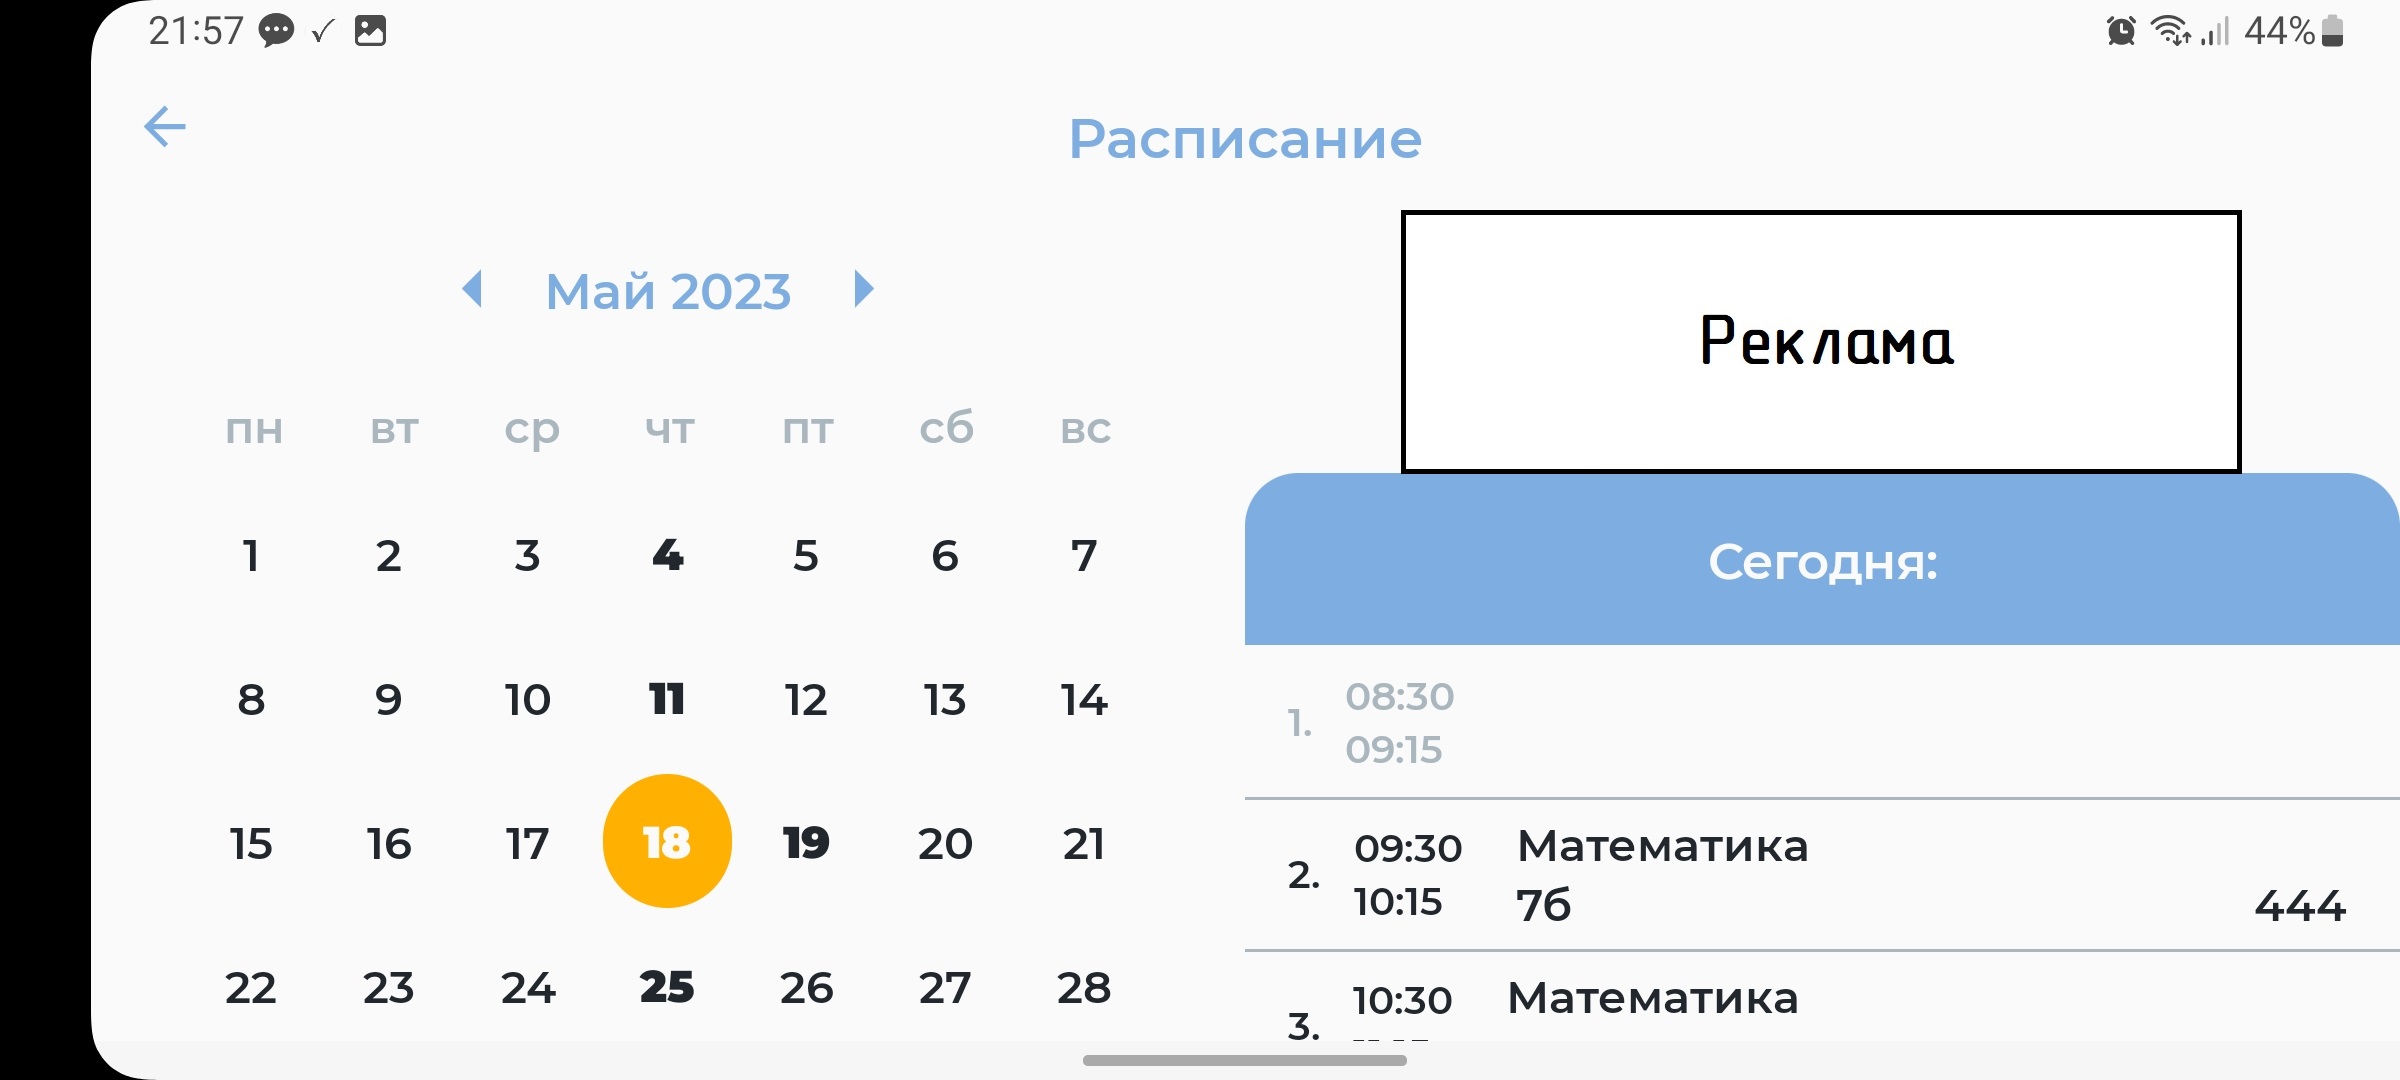 21:57 44%
Расписание
Май 2023
пн вт ср чт пт сб вс
1 2 3 4 5 6 7
8 9 10 11 12 13 14
15 16 17 18 19 20 21
22 23 24 25 26 27 28
Реклама
Сегодня:
1. 08:30
09:15
2. 09:30 Математика
10:15 7б 444
3. 10:30 Математика